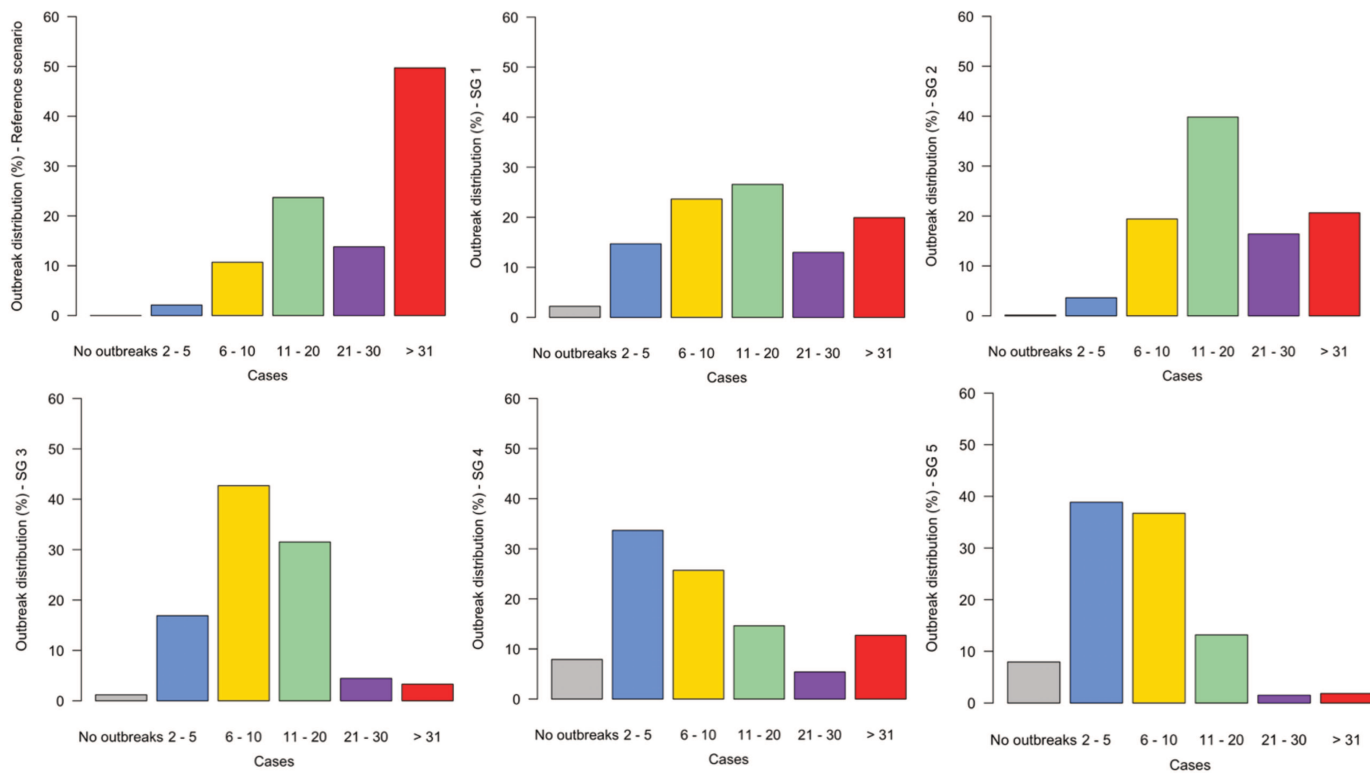 Outbreak distribution (%) - Reference scenario
60
50
40
30
20
10
0
No outbreaks 2 - 5 6 - 10 11 - 20 21 - 30 > 31
Cases
Outbreak distribution (%) - SG 1
60
50
40
30
20
10
0
No outbreaks 2 - 5 6 - 10 11 - 20 21 - 30 > 31
Cases
Outbreak distribution (%) - SG 2
60
50
40
30
20
10
0
No outbreaks 2 - 5 6 - 10 11 - 20 21 - 30 > 31
Cases
Outbreak distribution (%) - SG 3
60
50
40
30
20
10
0
No outbreaks 2 - 5 6 - 10 11 - 20 21 - 30 > 31
Cases
Outbreak distribution (%) - SG 4
60
50
40
30
20
10
0
No outbreaks 2 - 5 6 - 10 11 - 20 21 - 30 > 31
Cases
Outbreak distribution (%) - SG 5
60
50
40
30
20
10
0
No outbreaks 2 - 5 6 - 10 11 - 20 21 - 30 > 31
Cases